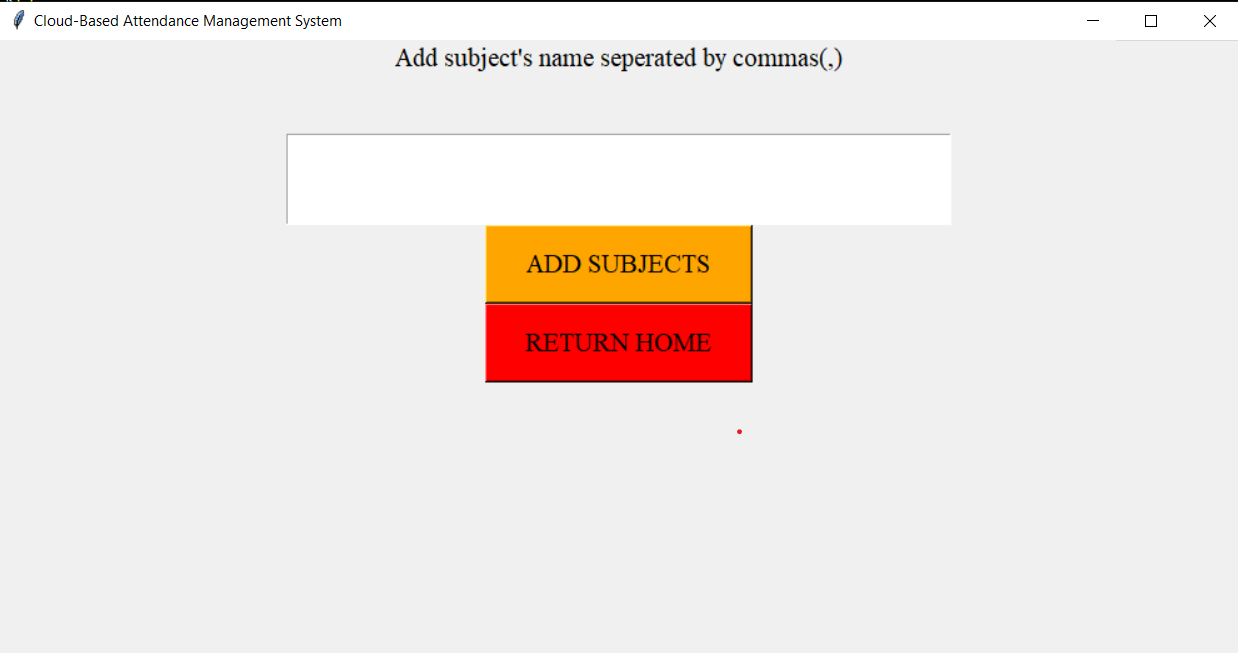 Cloud-Based Attendance Management System
Add subject's name seperated by commas(,)
ADD SUBJECTS
RETURN HOME